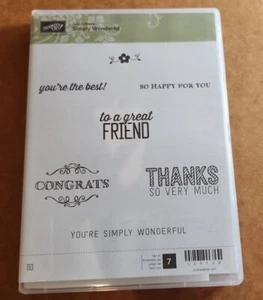 Simply Wonderful
you're the best!
SO HAPPY FOR YOU
to a great
FRIEND
CONGRATS
THANKS
SO VERY MUCH
YOU'RE SIMPLY WONDERFUL
7